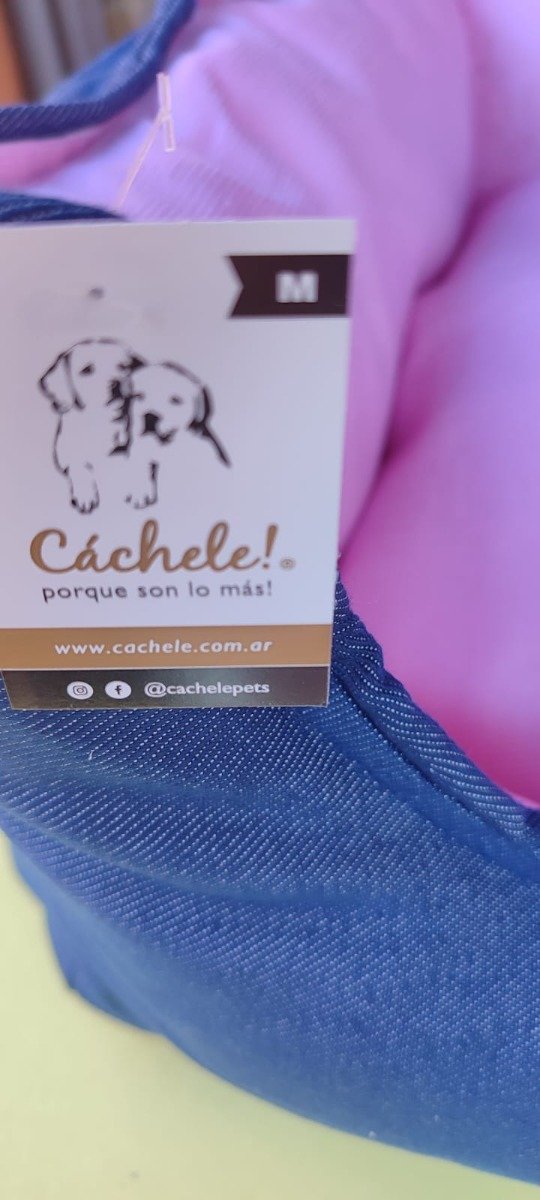 M
Cáchele!®
porque son lo más!
www.cachele.com.ar
@cachelepets